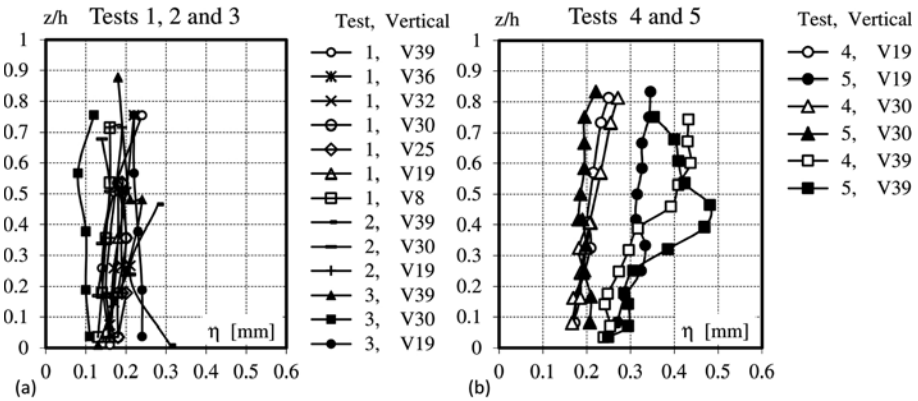 z/h Tests 1, 2 and 3
Test, Vertical
1
0.9
0.8
0.7
0.6
0.5
0.4
0.3
0.2
0.1
0
η [mm]
0 0.1 0.2 0.3 0.4 0.5 0.6
(a)
1, V39
1, V36
1, V32
1, V30
1, V25
1, V19
1, V8
2, V39
2, V30
2, V19
3, V39
3, V30
3, V19
z/h Tests 4 and 5
Test, Vertical
1
0.9
0.8
0.7
0.6
0.5
0.4
0.3
0.2
0.1
0
η [mm]
0 0.1 0.2 0.3 0.4 0.5 0.6
(b)
4, V19
5, V19
4, V30
5, V30
4, V39
5, V39